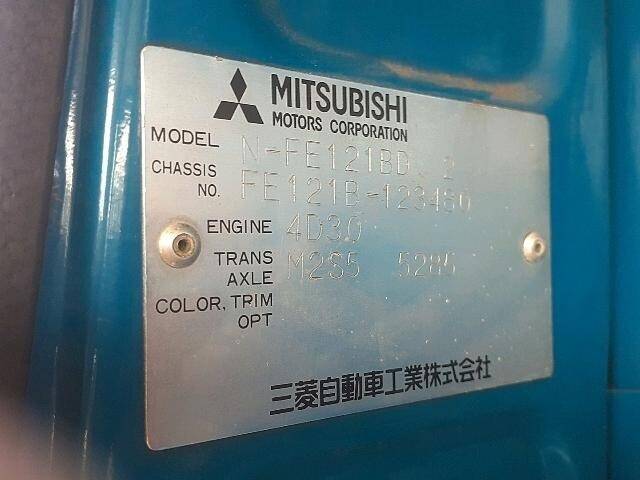 MITSUBISHI
MOTORS CORPORATION
MODEL N-FE121BD 2
CHASSIS NO. FE121B-123480
ENGINE 4D30
TRANS AXLE M2S5 5285
COLOR, TRIM OPT
三菱自動車工業株式会社